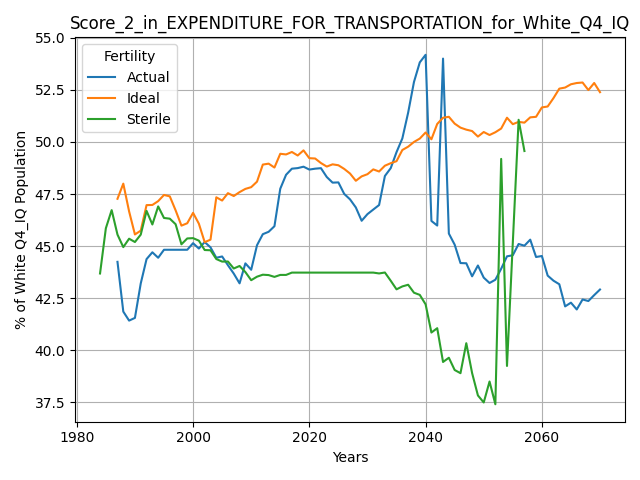 Score_2_in_EXPENDITURE_FOR_TRANSPORTATION_for_White_Q4_IQ
% of White Q4_IQ Population
55.0
52.5
50.0
47.5
45.0
42.5
40.0
37.5
Fertility
Actual
Ideal
Sterile
1980
2000
2020
2040
2060
Years